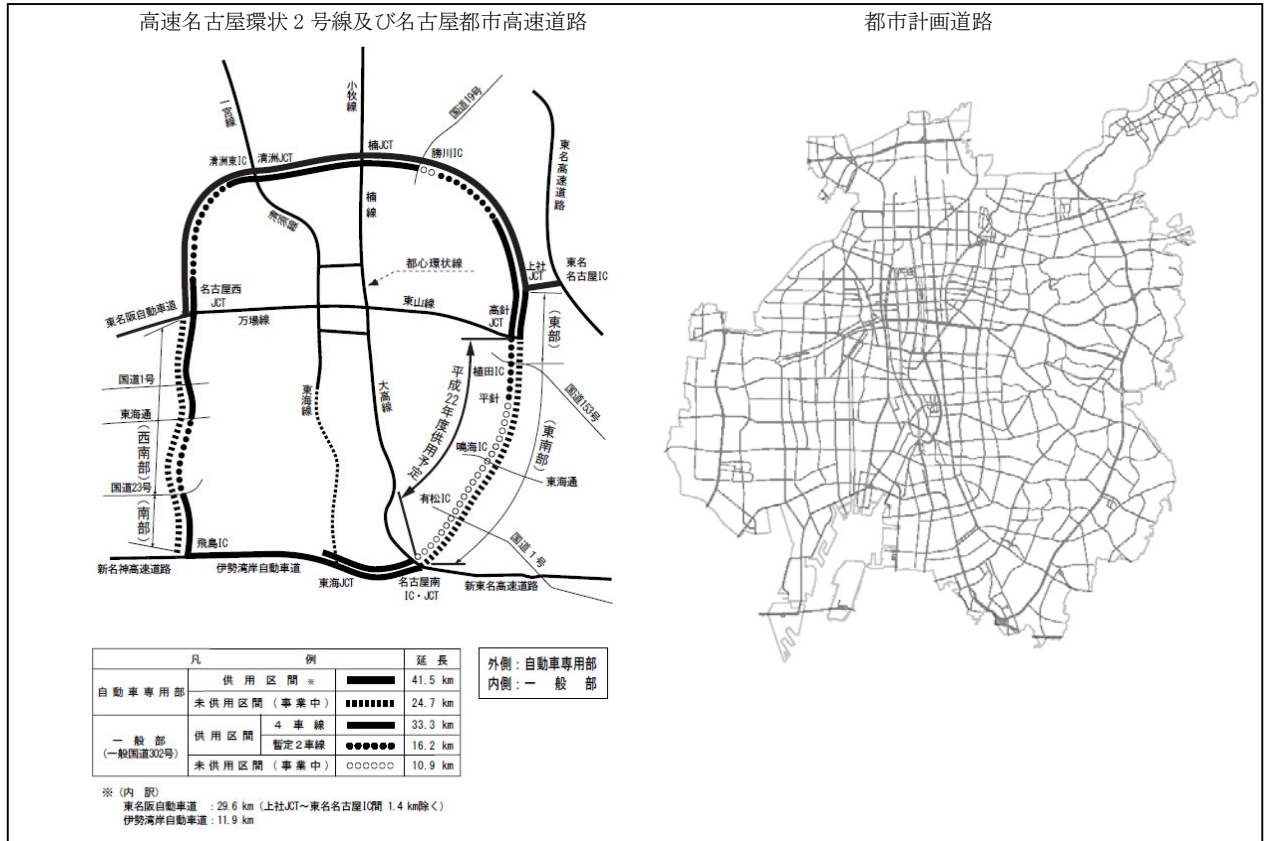 高速名古屋環状2号線及び名古屋都市高速道路
都市計画道路
一宮線
小牧線
国道19号
清洲東IC
清洲JCT
楠JCT
勝川IC
東名高速道路
清須線
楠線
都心環状線
上社JCT
東名名古屋IC
名古屋西JCT
東名阪自動車道
万場線
東山線
高針JCT
(東部)
国道1号
東海通
(西南部)
国道23号
(南部)
東海線
大高線
平成22年度供用予定
植田IC
平針
国道153号
鳴海IC
(東南部)
東海通
有松IC
国道1号
飛島IC
新名神高速道路
伊勢湾岸自動車道
東海JCT
名古屋南IC・JCT
新東名高速道路
凡 例 延長
自動車専用部 供用区間 ※ 41.5 km
未供用区間(事業中) 24.7 km
一般部(一般国道302号) 供用区間 4車線 33.3 km
暫定2車線 16.2 km
未供用区間(事業中) 10.9 km
外側:自動車専用部
内側:一 般 部
※(内 訳)
東名阪自動車道 :29.6 km(上社JCT~東名名古屋IC間 1.4 km除く)
伊勢湾岸自動車道:11.9 km